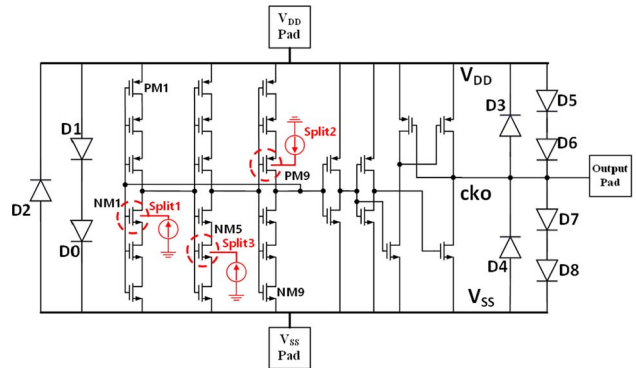 V_DD
Pad
V_DD
PM1
D1
D3
D5
Split2
D6
D2
PM9
Output
Pad
NM1
Split1
cko
NM5
Split3
D7
D0
D4
D8
NM9
V_SS
V_SS
Pad